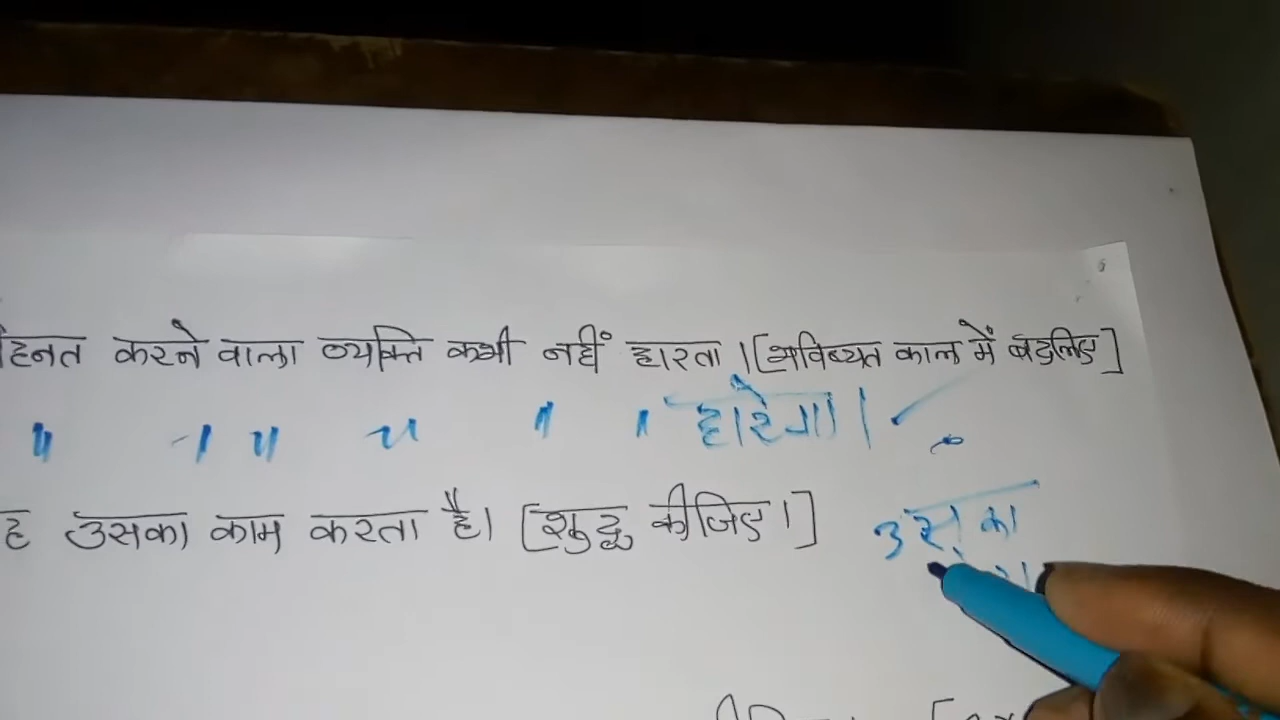 मेहनत करने वाला व्यक्ति कभी नहीं हारता । [भविष्यत काल में बदलिए]
" " " " " " हारेगा । ✓
ह उसका काम करता है। [शुद्ध कीजिए।] उसका